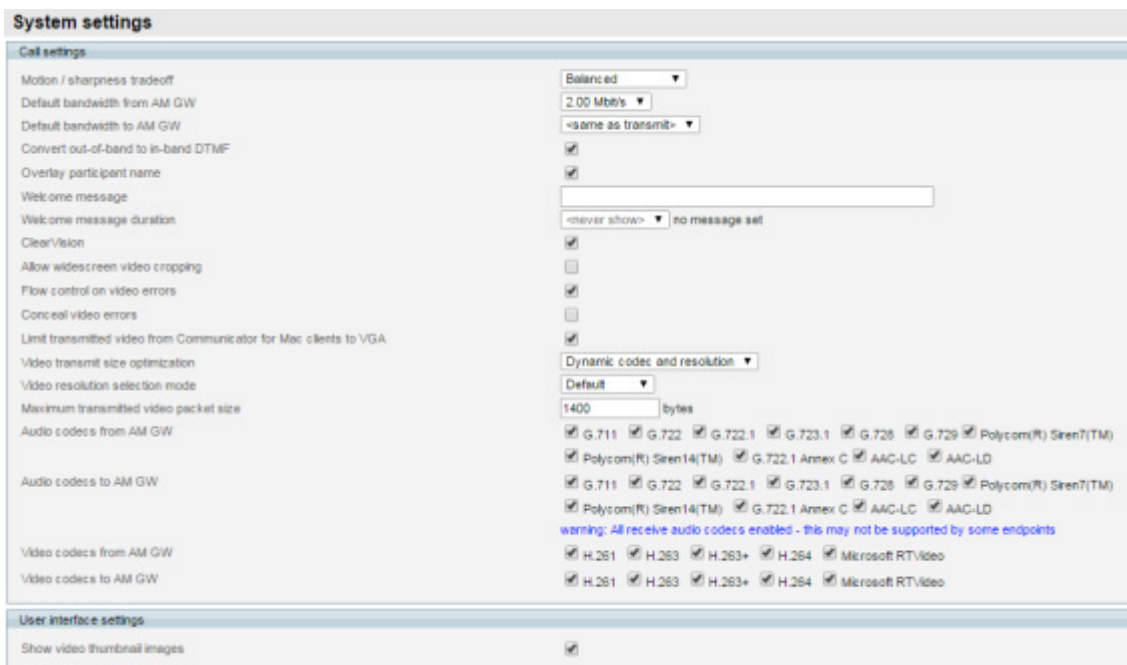 System settings
Call settings
Motion / sharpness tradeoff Balanced
Default bandwidth from AM GW 2.00 Mbit/s
Default bandwidth to AM GW <same as transmit>
Convert out-of-band to in-band DTMF
Overlay participant name
Welcome message
Welcome message duration <never show> no message set
ClearVision
Allow widescreen video cropping
Flow control on video errors
Conceal video errors
Limit transmitted video from Communicator for Mac clients to VGA
Video transmit size optimization Dynamic codec and resolution
Video resolution selection mode Default
Maximum transmitted video packet size 1400 bytes
Audio codecs from AM GW G.711 G.722 G.722.1 G.723.1 G.728 G.729 Polycom(R) Siren7(TM)
Polycom(R) Siren14(TM) G.722.1 Annex C AAC-LC AAC-LD
Audio codecs to AM GW G.711 G.722 G.722.1 G.723.1 G.728 G.729 Polycom(R) Siren7(TM)
Polycom(R) Siren14(TM) G.722.1 Annex C AAC-LC AAC-LD
warning: All receive audio codecs enabled - this may not be supported by some endpoints
Video codecs from AM GW H.261 H.263 H.263+ H.264 Microsoft RTVideo
Video codecs to AM GW H.261 H.263 H.263+ H.264 Microsoft RTVideo
User interface settings
Show video thumbnail images